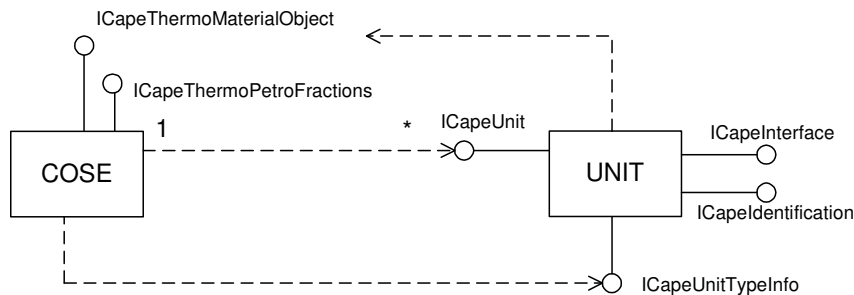 ICapeThermoMaterialObject
ICapeThermoPetroFractions
1
*
ICapeUnit
ICapeInterface
COSE
UNIT
ICapeIdentification
ICapeUnitTypeInfo